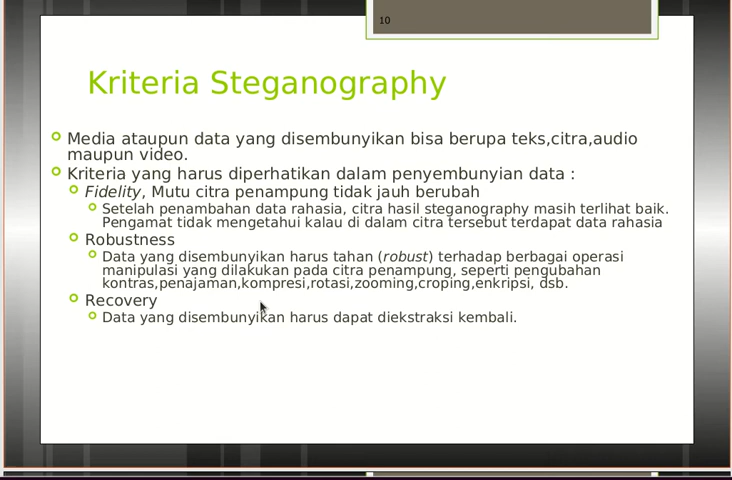 10
Kriteria Steganography
Media ataupun data yang disembunyikan bisa berupa teks,citra,audio
maupun video.
Kriteria yang harus diperhatikan dalam penyembunyian data :
Fidelity, Mutu citra penampung tidak jauh berubah
Setelah penambahan data rahasia, citra hasil steganography masih terlihat baik.
Pengamat tidak mengetahui kalau di dalam citra tersebut terdapat data rahasia
Robustness
Data yang disembunyikan harus tahan (robust) terhadap berbagai operasi
manipulasi yang dilakukan pada citra penampung, seperti pengubahan
kontras,penajaman,kompresi,rotasi,zooming,croping,enkripsi, dsb.
Recovery
Data yang disembunyikan harus dapat diekstraksi kembali.